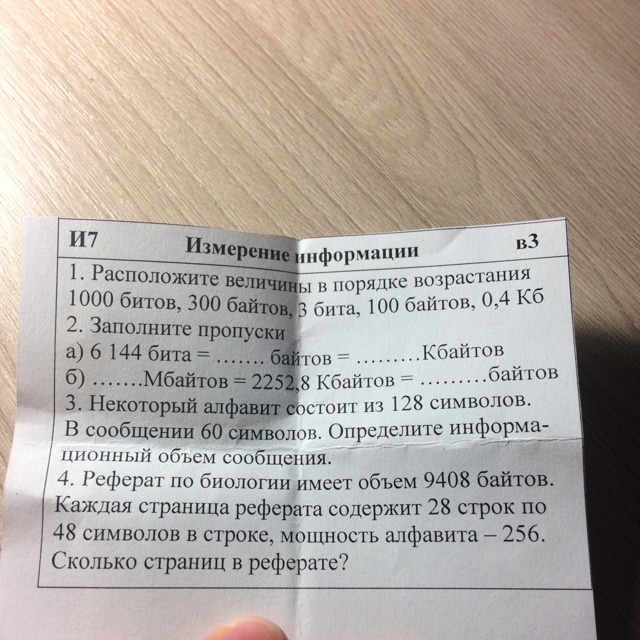 И7 Измерение информации в3
1. Расположите величины в порядке возрастания
1000 битов, 300 байтов, 3 бита, 100 байтов, 0,4 Кб
2. Заполните пропуски
а) 6 144 бита = ……. байтов = ………Кбайтов
б) …….Мбайтов = 2252,8 Кбайтов = ………байтов
3. Некоторый алфавит состоит из 128 символов.
В сообщении 60 символов. Определите информа-
ционный объем сообщения.
4. Реферат по биологии имеет объем 9408 байтов.
Каждая страница реферата содержит 28 строк по
48 символов в строке, мощность алфавита – 256.
Сколько страниц в реферате?